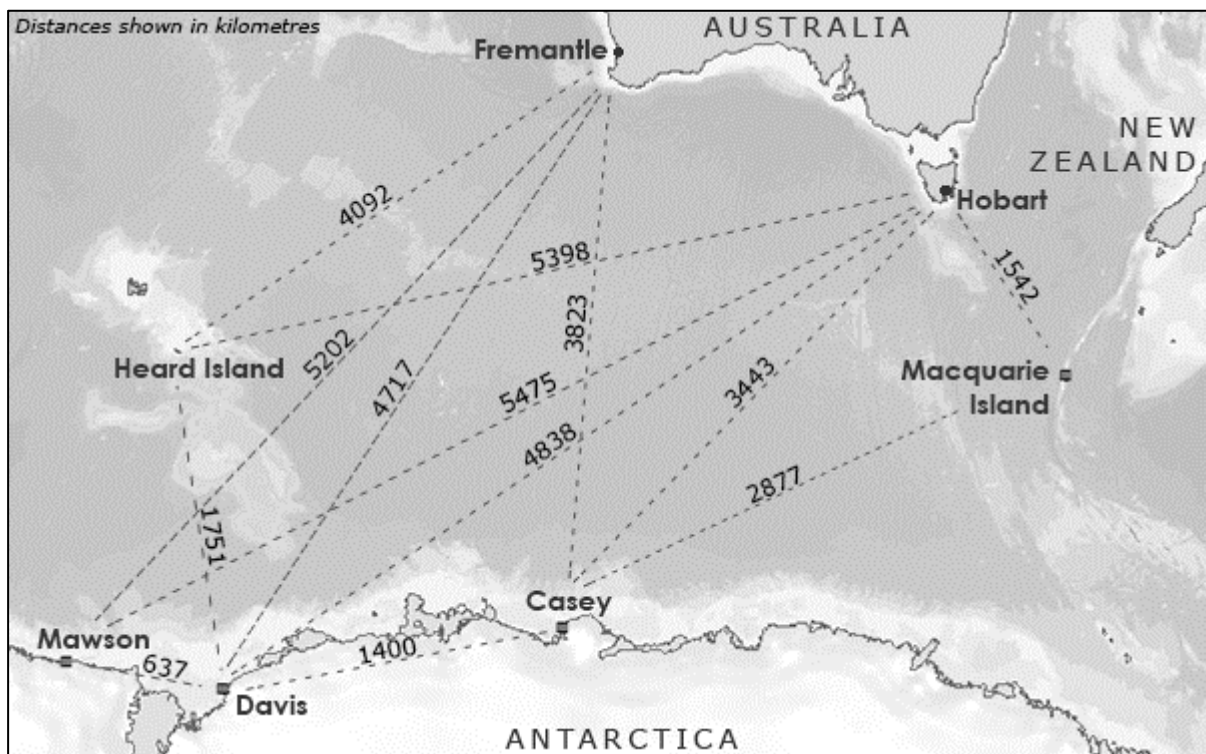 Distances shown in kilometres
Fremantle
AUSTRALIA
NEW
ZEALAND
Hobart
4092
5398
1542
3823
5202
4717
Heard Island
5475
3443
Macquarie
Island
4838
2877
1751
Casey
Mawson
637
1400
Davis
ANTARCTICA